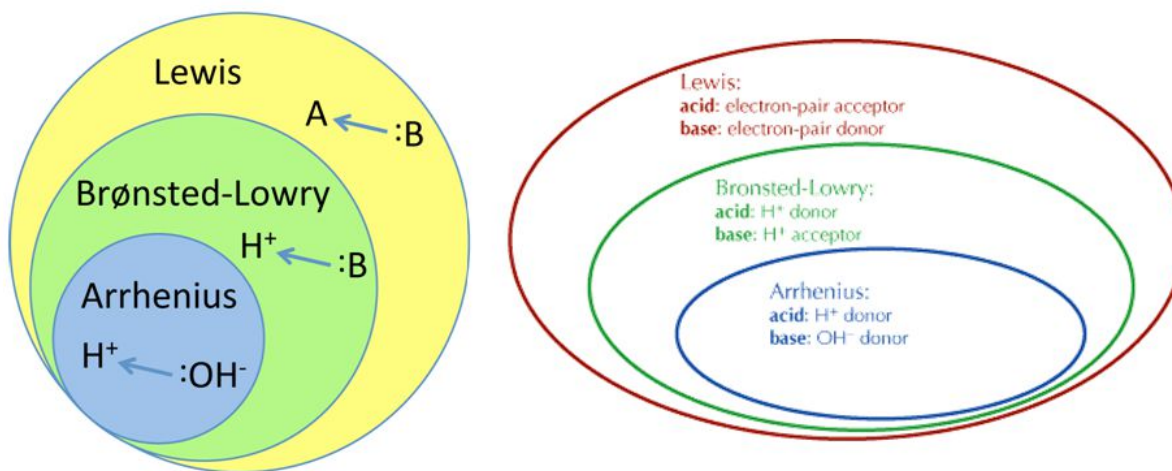 Lewis
A
:B
Brønsted-Lowry
H⁺
:B
Arrhenius
H⁺
:OH⁻
Lewis:
acid: electron-pair acceptor
base: electron-pair donor
Bronsted-Lowry:
acid: H⁺ donor
base: H⁺ acceptor
Arrhenius:
acid: H⁺ donor
base: OH⁻ donor